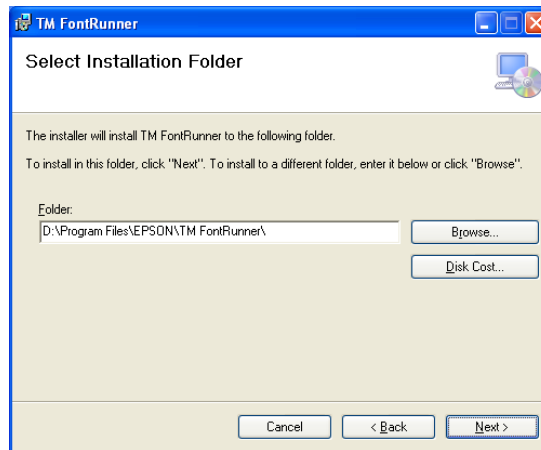 TM FontRunner
Select Installation Folder
The installer will install TM FontRunner to the following folder.
To install in this folder, click "Next". To install to a different folder, enter it below or click "Browse".
Folder:
D:\Program Files\EPSON\TM FontRunner\
Browse...
Disk Cost...
Cancel
< Back
Next >